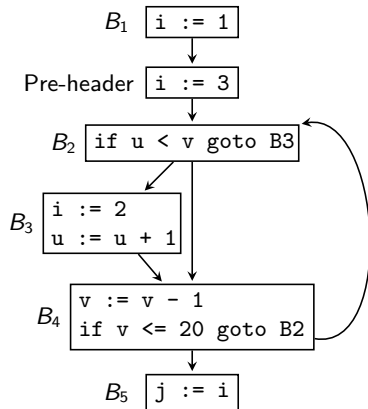 B1 i := 1
Pre-header i := 3
B2 if u < v goto B3
B3 i := 2
u := u + 1
B4 v := v - 1
if v <= 20 goto B2
B5 j := i